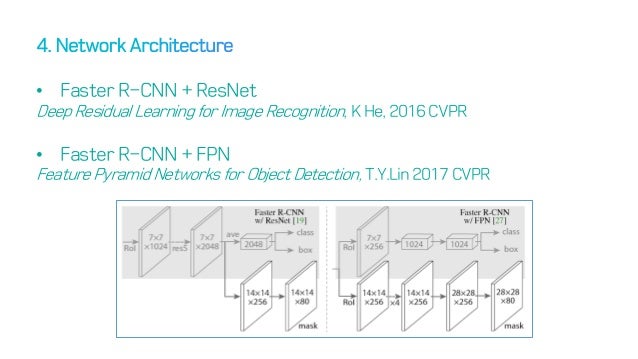 4. Network Architecture
• Faster R-CNN + ResNet
Deep Residual Learning for Image Recognition, K He, 2016 CVPR
• Faster R-CNN + FPN
Feature Pyramid Networks for Object Detection, T.Y.Lin 2017 CVPR
Faster R-CNN
w/ ResNet [19]
RoI
7×7
×1024
res5
7×7
×2048
ave
2048
class
box
14×14
×256
14×14
×80
mask
Faster R-CNN
w/ FPN [27]
RoI
7×7
×256
1024
1024
class
box
RoI
14×14
×256
×4
14×14
×256
28×28
×256
28×28
×80
mask